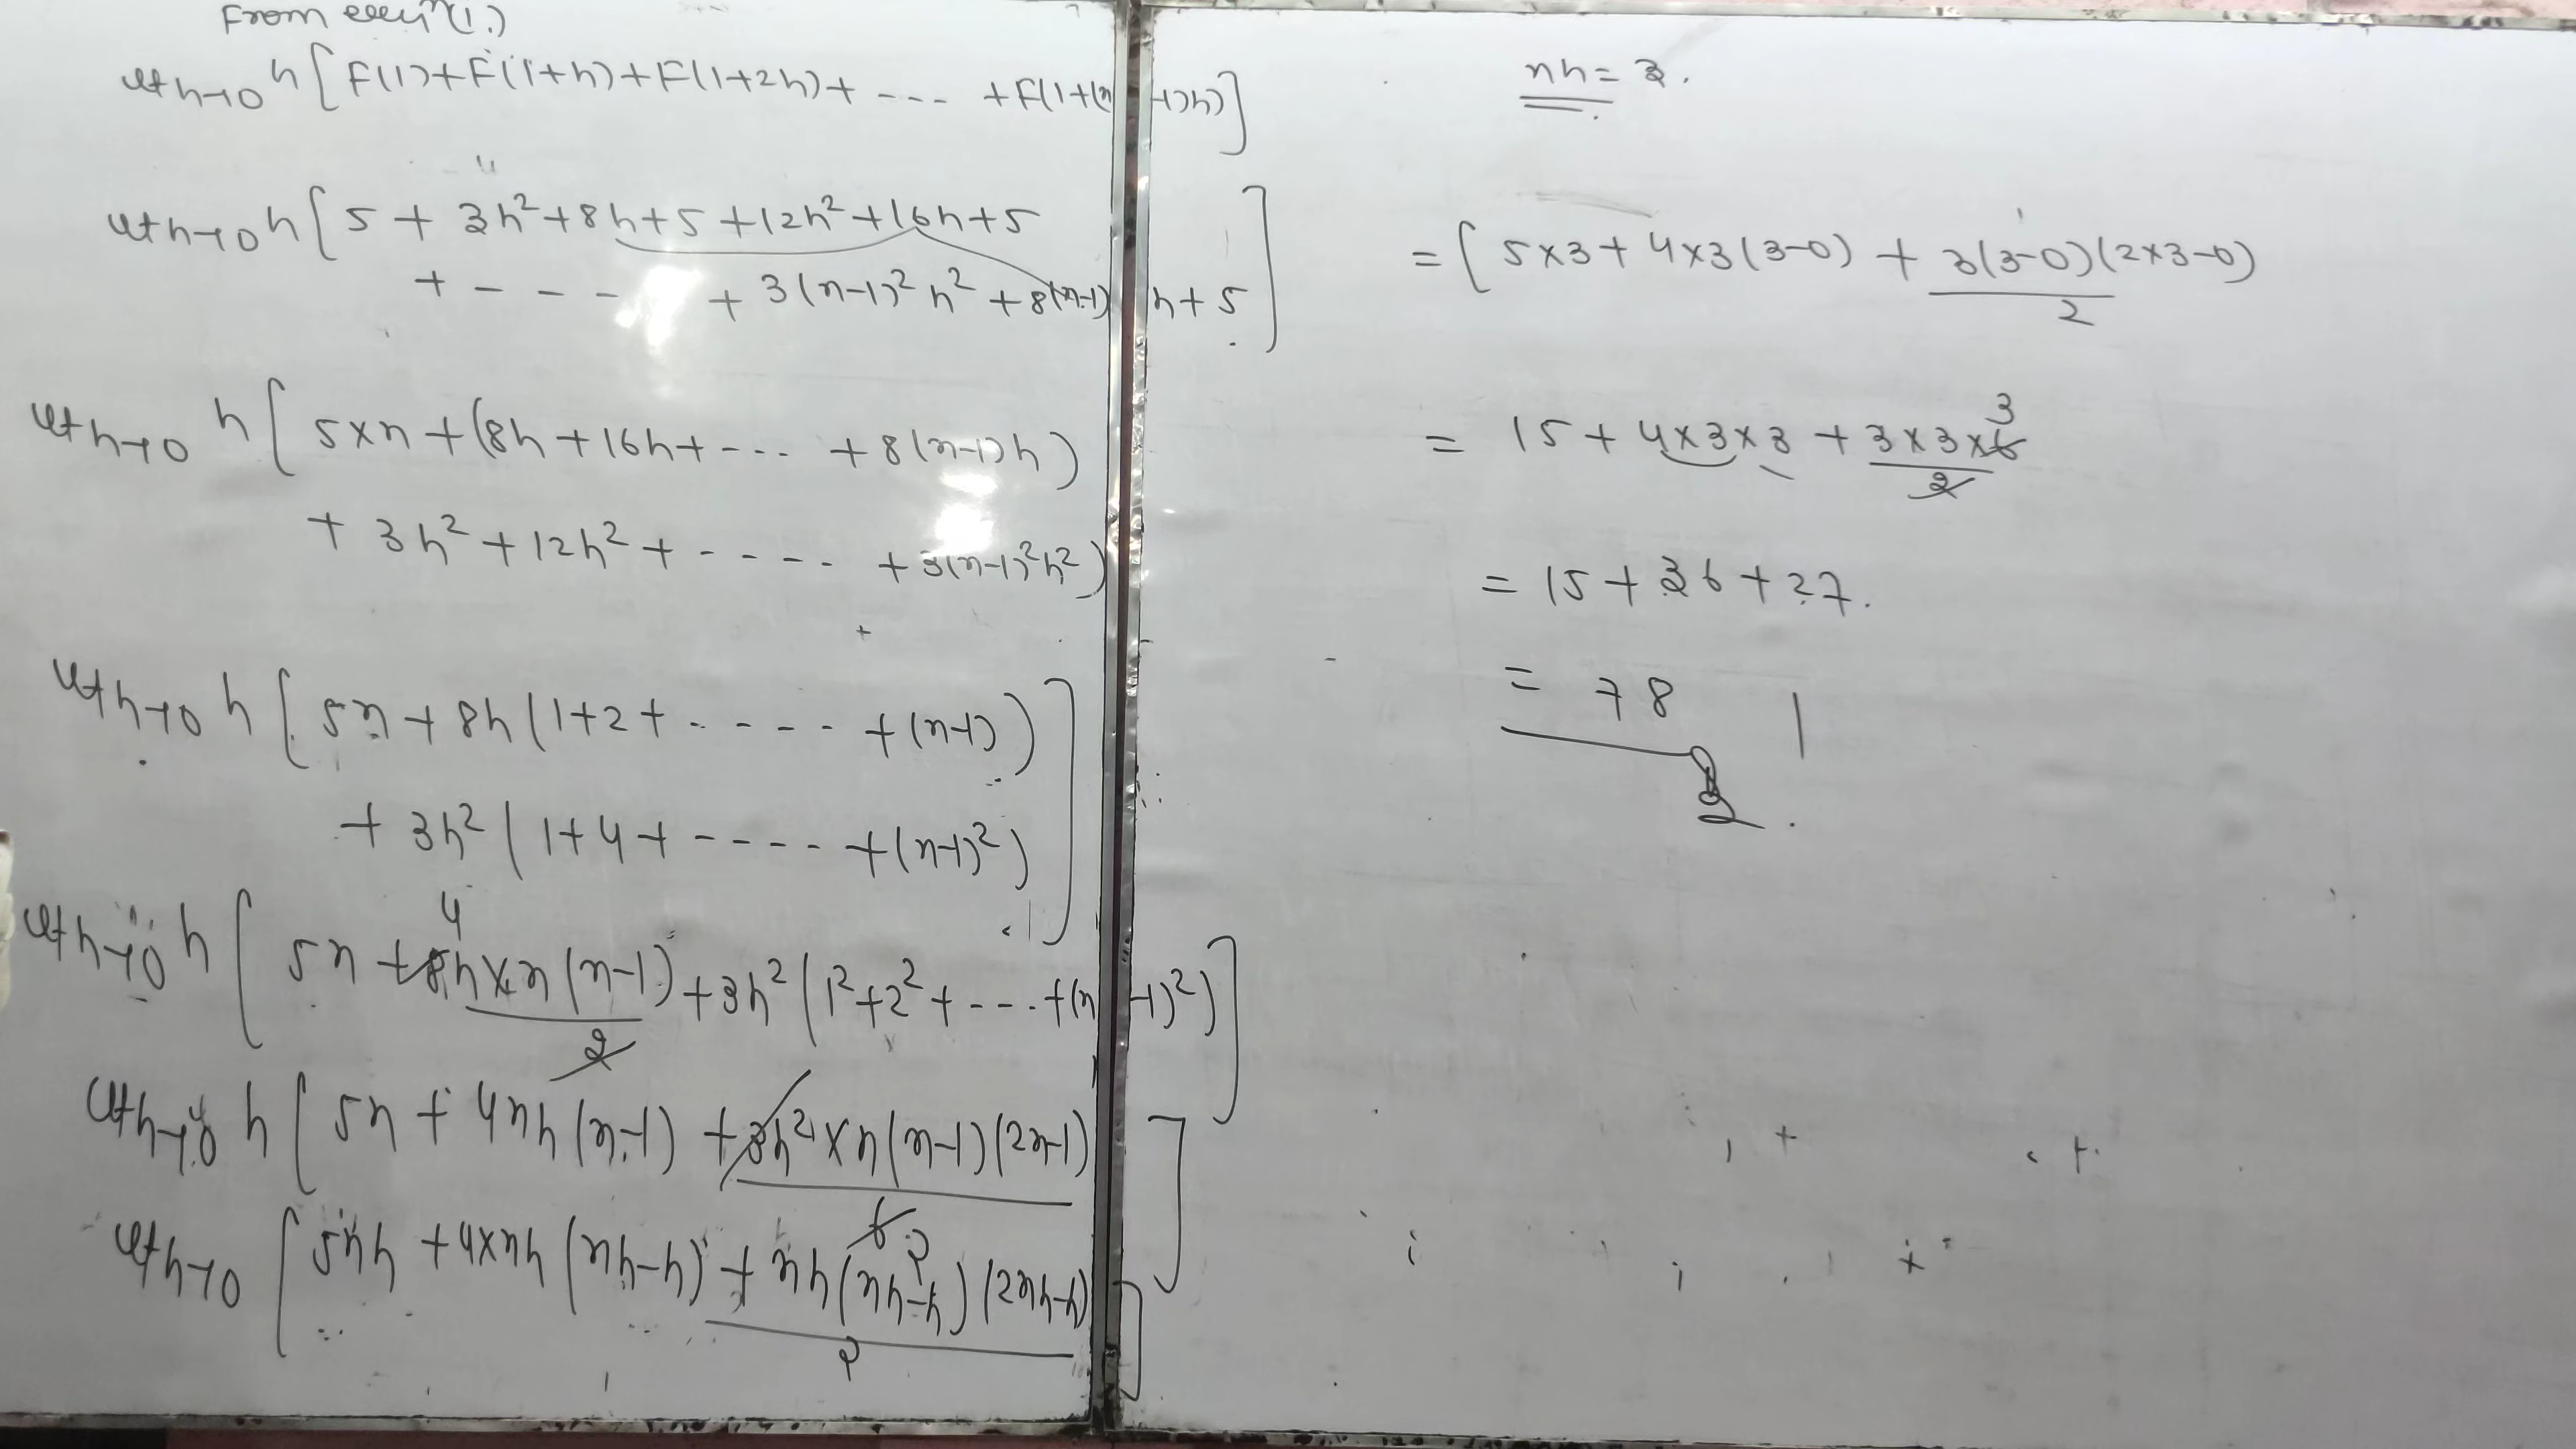 From eqn (1.)
Lt h→0 h[F(1)+F(1+h)+F(1+2h)+ --- +F(1+(n-1)h)]
Lt h→0 h[5 + 3h²+8h+5+12h²+16h+5
+ - - - - + 3(n-1)²h²+8(n-1)h+5]
Lt h→0 h[5×n+(8h+16h+--- +8(n-1)h)
+ 3h²+12h²+ ---- +3(n-1)²h²)
Lt h→0 h[5n+8h(1+2+ ----- +(n-1))
+ 3h²(1+4+ ----- +(n-1)²)]
4
Lt h→0 h[5n+8h×n(n-1)+3h²(1²+2²+---+(n-1)²)]
2
Lt h→0 h[5n+4nh(n-1)+3h²×n(n-1)(2n-1)]
6 2
Lt h→0 [5nh+4×nh(nh-h)+nh(nh-h)(2nh-h)]
2
nh=3.
=[5×3+4×3(3-0)+3(3-0)(2×3-0)
2
3
= 15+4×3×3+3×3×6
2
= 15+36+27.
= 78